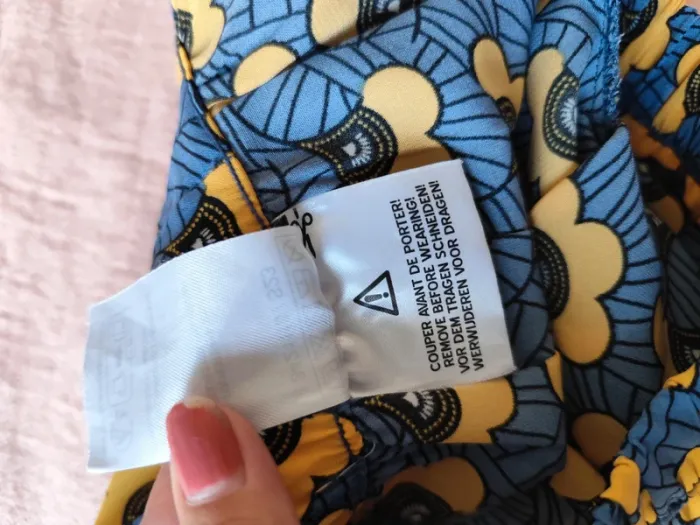 COUPER AVANT DE PORTER!
REMOVE BEFORE WEARING!
VOR DEM TRAGEN SCHNEIDEN!
VERWIJDEREN VOOR DRAGEN